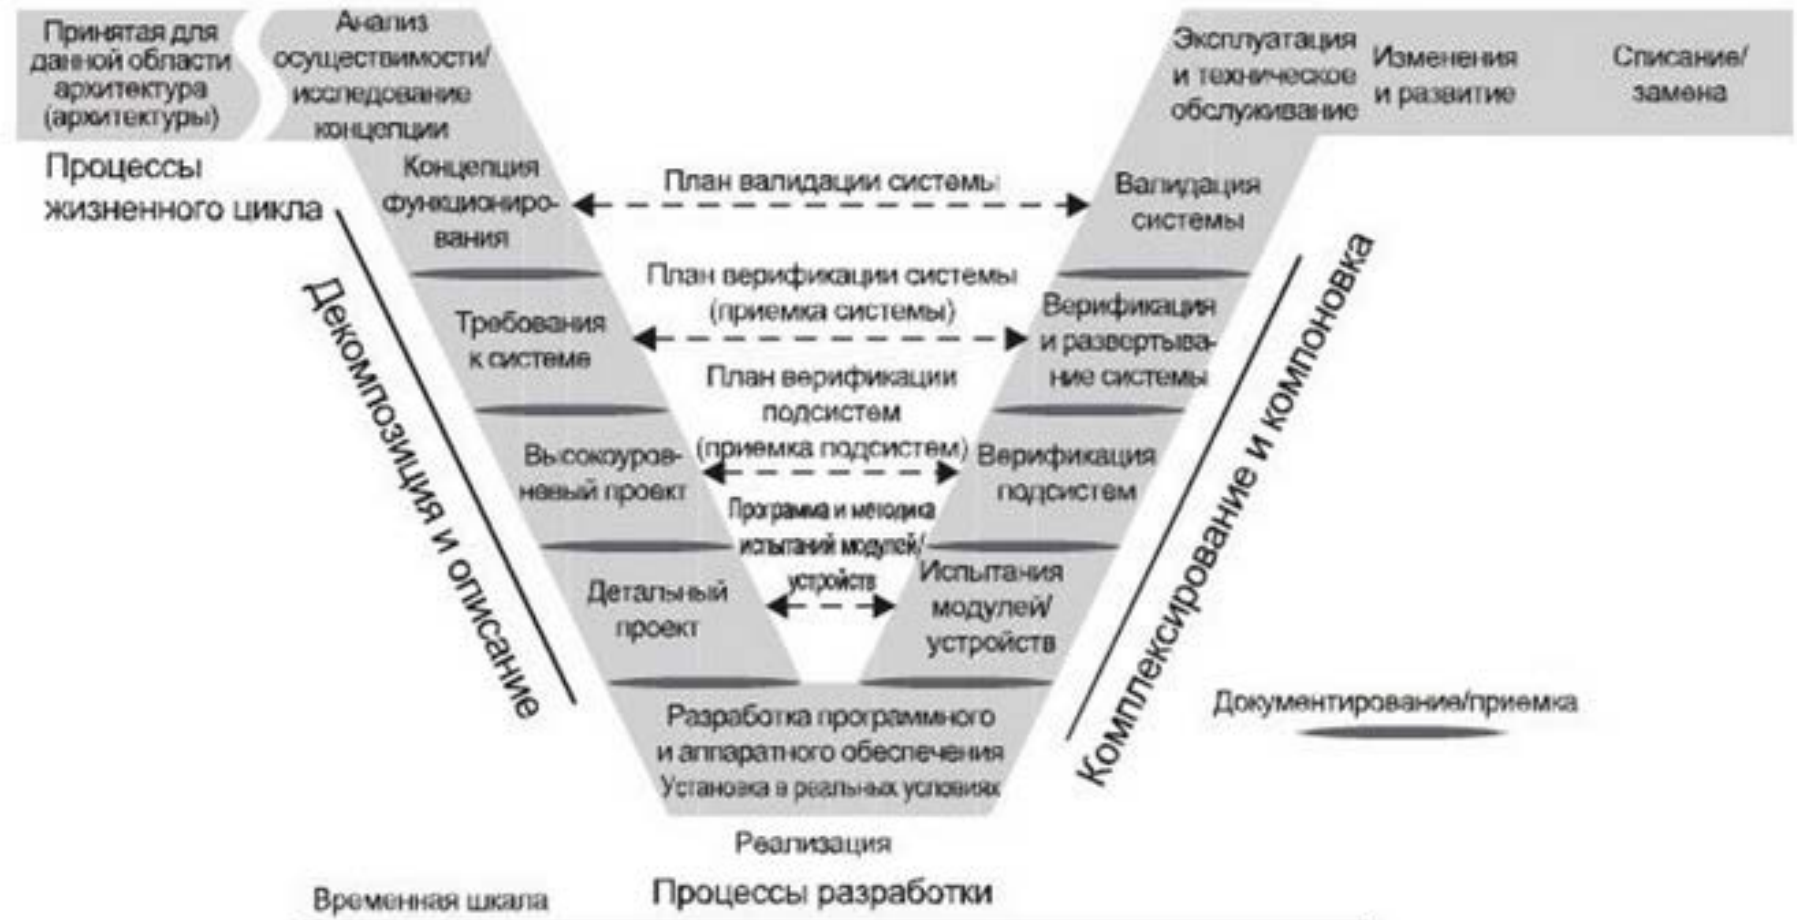 Принятая для
данной области
архитектура
(архитектуры)
Анализ
осуществимости/
исследование
концепции
Эксплуатация
и техническое
обслуживание
Изменения
и развитие
Списание/
замена
Процессы
жизненного цикла
Концепция
функциониро-
вания
План валидации системы
Валидация
системы
Декомпозиция и описание
Требования
к системе
План верификации системы
(приемка системы)
Верификация
и развертыва-
ние системы
Комплексирование и компоновка
Высокоуров-
невый проект
План верификации
подсистем
(приемка подсистем)
Верификация
подсистем
Детальный
проект
Программа и методика
испытаний модулей/
устройств
Испытания
модулей/
устройств
Разработка программного
и аппаратного обеспечения
Установка в реальных условиях
Документирование/приемка
Реализация
Временная шкала
Процессы разработки